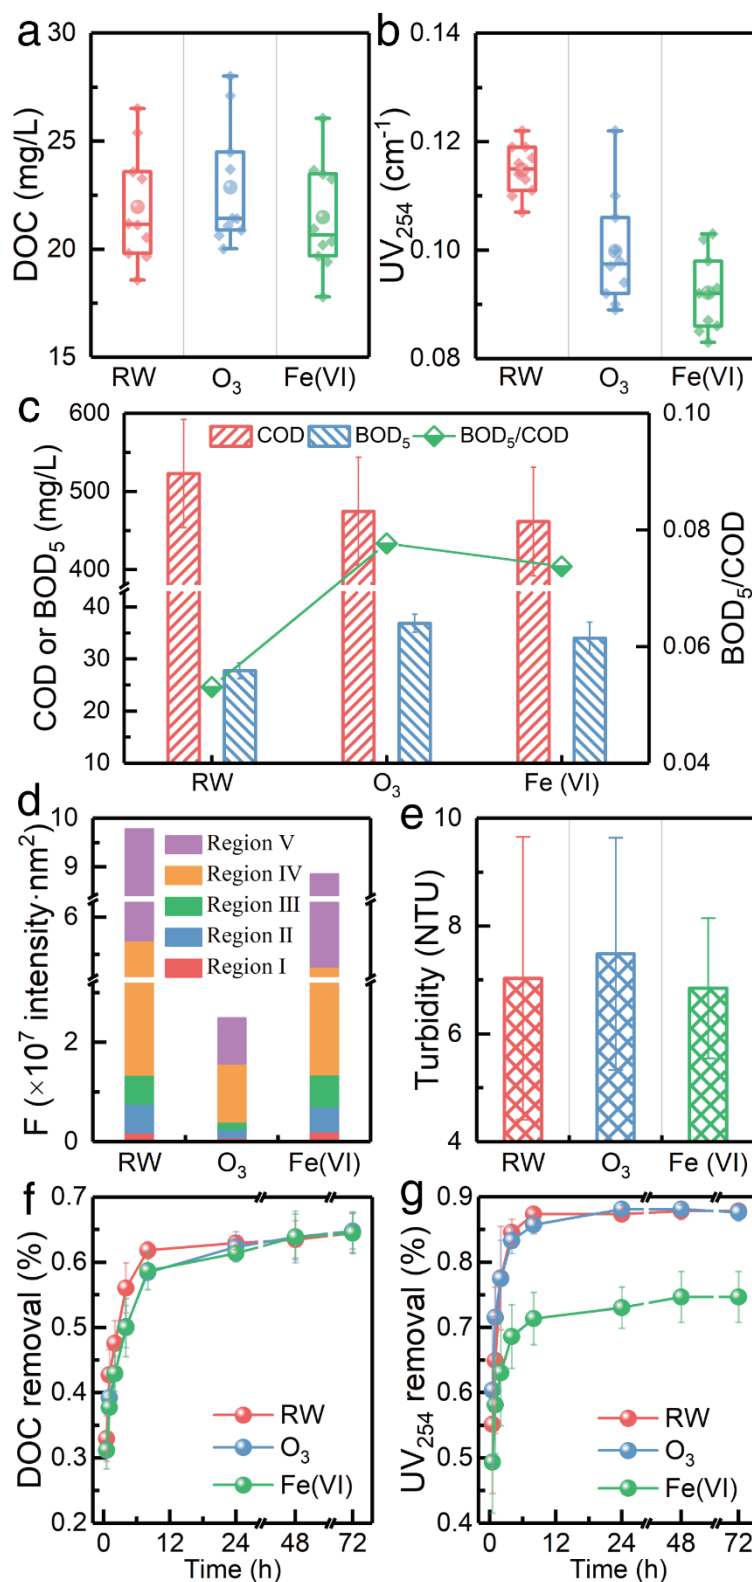 a
DOC (mg/L)
30
25
20
15
RW
O₃
Fe(VI)
b
UV₂₅₄ (cm⁻¹)
0.14
0.12
0.10
0.08
RW
O₃
Fe(VI)
c
COD or BOD₅ (mg/L)
600
500
400
40
30
20
10
COD
BOD₅
BOD₅/COD
0.10
0.08
0.06
0.04
BOD₅/COD
RW
O₃
Fe (VI)
d
F (×10⁷ intensity·nm²)
10
9
6
2
0
Region V
Region IV
Region III
Region II
Region I
RW
O₃
Fe(VI)
e
Turbidity (NTU)
10
8
6
4
RW
O₃
Fe (VI)
f
DOC removal (%)
0.7
0.6
0.5
0.4
0.3
0.2
RW
O₃
Fe(VI)
0 12 24 48 72
Time (h)
g
UV₂₅₄ removal (%)
0.9
0.8
0.7
0.6
0.5
0.4
RW
O₃
Fe(VI)
0 12 24 48 72
Time (h)